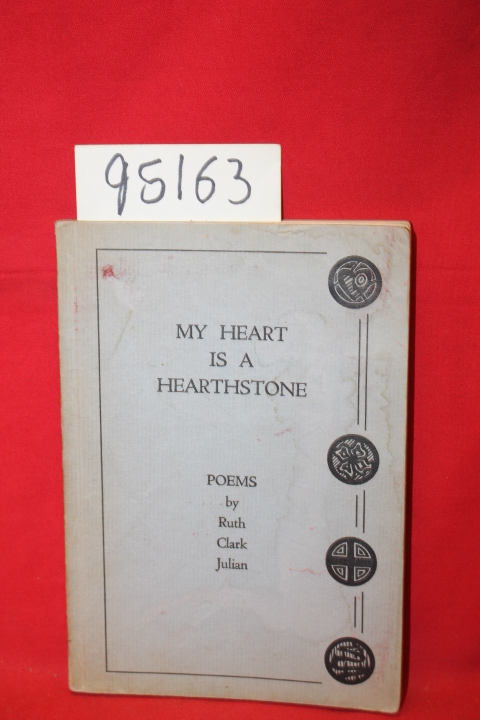 95163
MY HEART
IS A
HEARTHSTONE
POEMS
by
Ruth
Clark
Julian